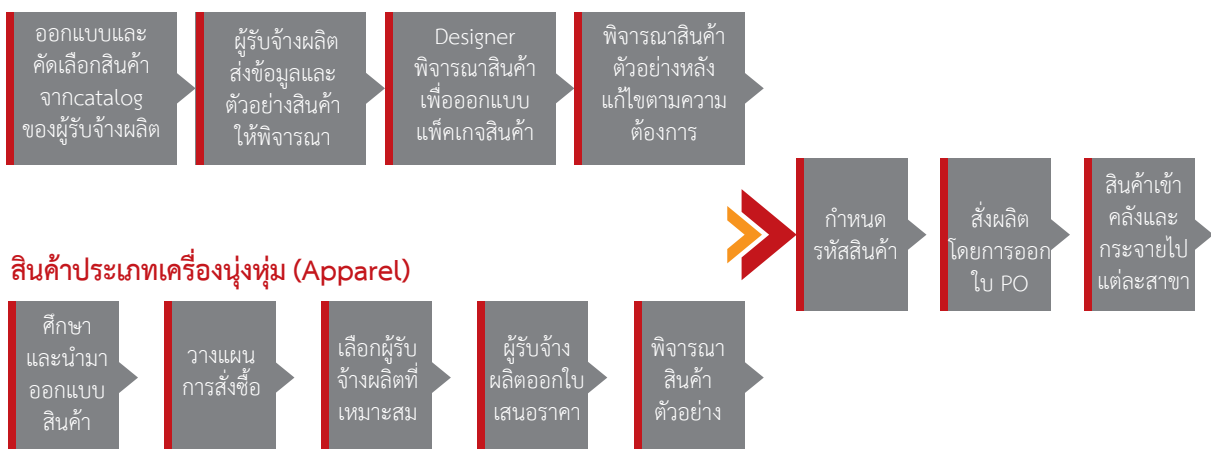 ออกแบบและ
คัดเลือกสินค้า
จากcatalog
ของผู้รับจ้างผลิต
ผู้รับจ้างผลิต
ส่งข้อมูลและ
ตัวอย่างสินค้า
ให้พิจารณา
Designer
พิจารณาสินค้า
เพื่อออกแบบ
แพ็คเกจสินค้า
พิจารณาสินค้า
ตัวอย่างหลัง
แก้ไขตามความ
ต้องการ
กำหนด
รหัสสินค้า
สั่งผลิต
โดยการออก
ใบ PO
สินค้าเข้า
คลังและ
กระจายไป
แต่ละสาขา
สินค้าประเภทเครื่องนุ่งห่ม (Apparel)
ศึกษา
และนำมา
ออกแบบ
สินค้า
วางแผน
การสั่งซื้อ
เลือกผู้รับ
จ้างผลิตที่
เหมาะสม
ผู้รับจ้าง
ผลิตออกใบ
เสนอราคา
พิจารณา
สินค้า
ตัวอย่าง